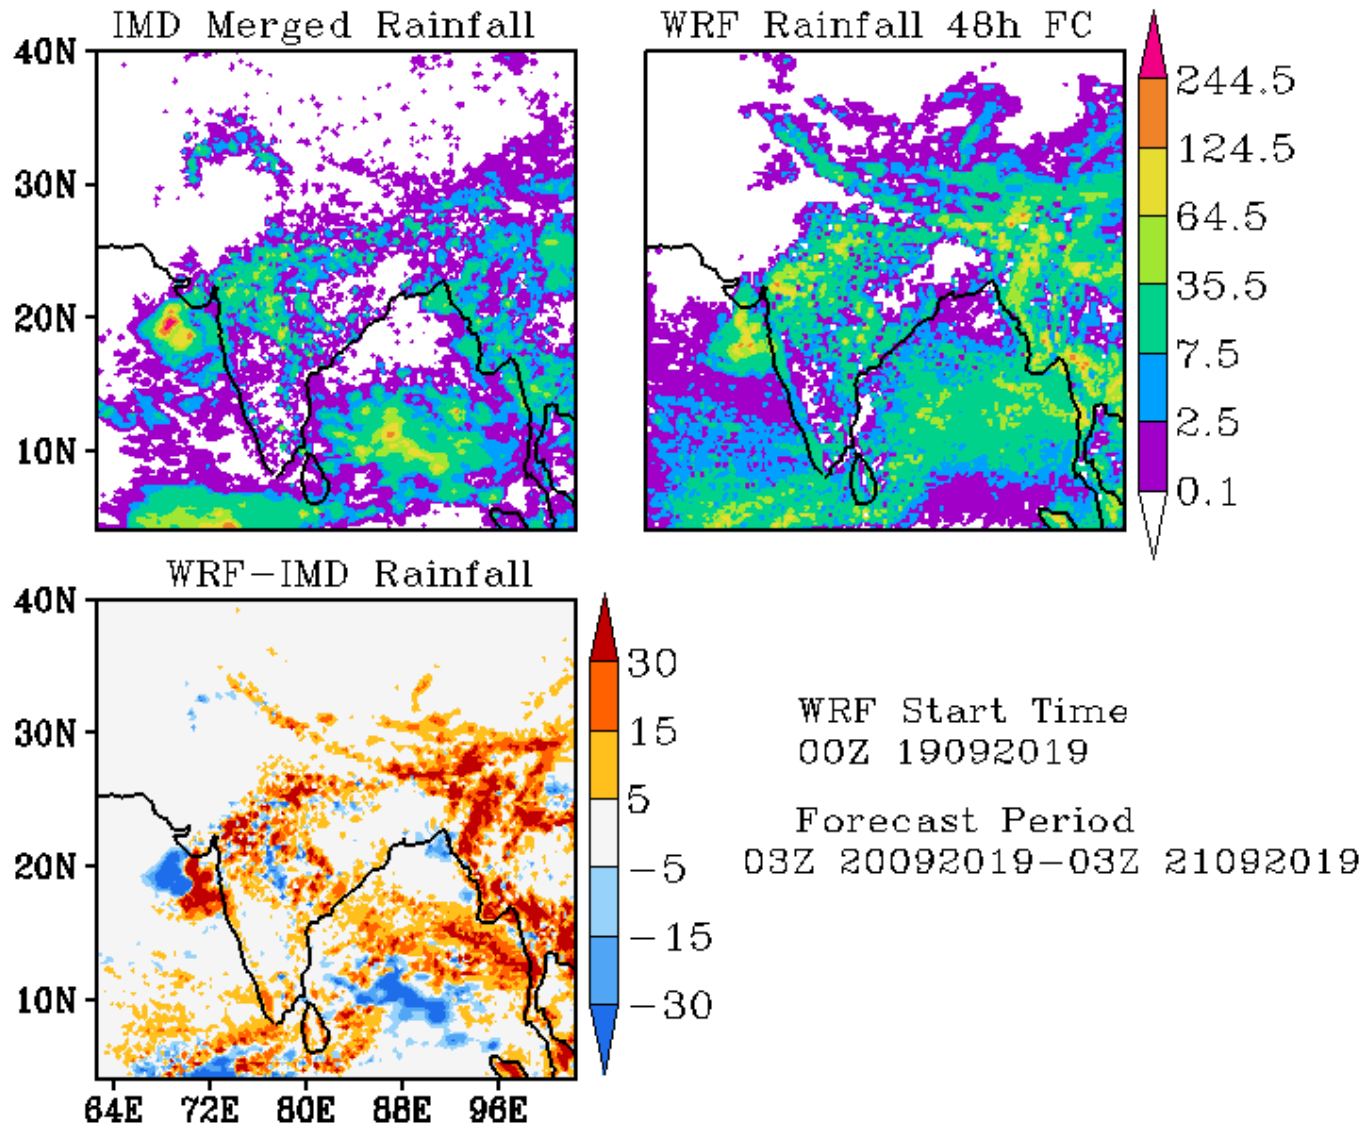 IMD Merged Rainfall
WRF Rainfall 48h FC
40N
30N
20N
10N
244.5
124.5
64.5
35.5
7.5
2.5
0.1
WRF-IMD Rainfall
40N
30N
20N
10N
64E 72E 80E 88E 96E
30
15
5
-5
-15
-30
WRF Start Time
00Z 19092019
Forecast Period
03Z 20092019-03Z 21092019